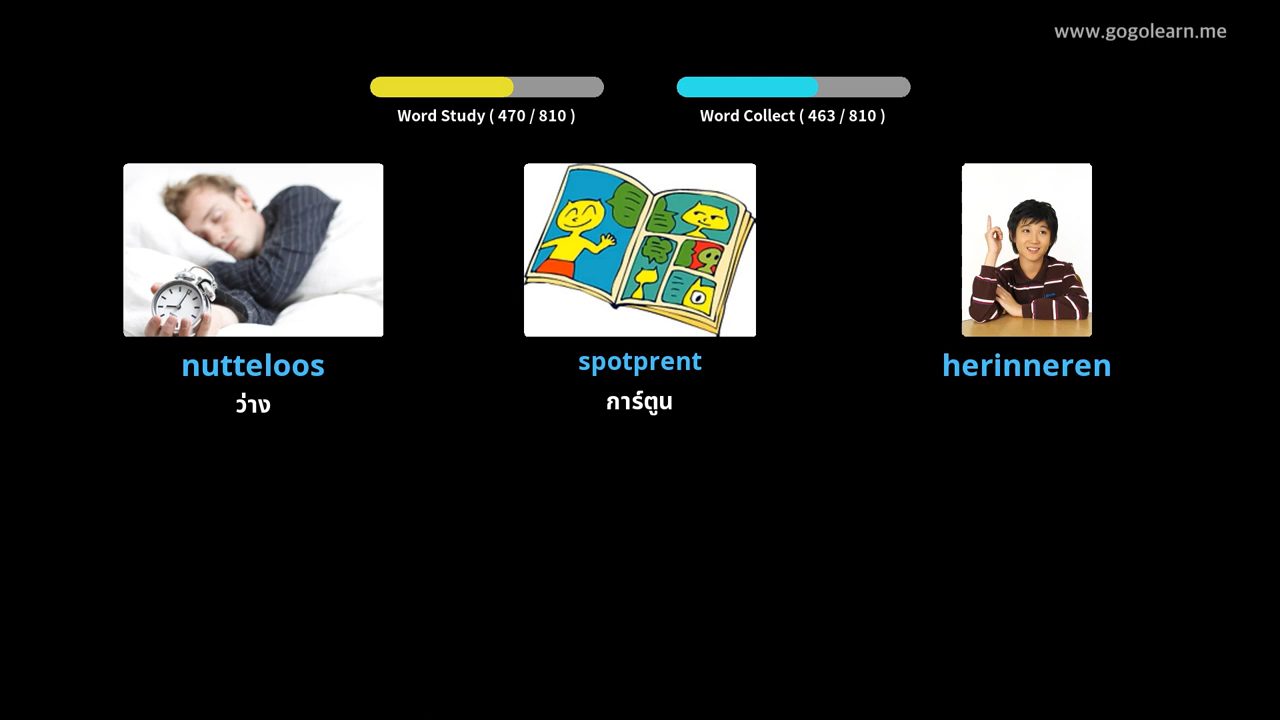 www.gogolearn.me
Word Study ( 470 / 810 )
Word Collect ( 463 / 810 )
nutteloos
ว่าง
spotprent
การ์ตูน
herinneren